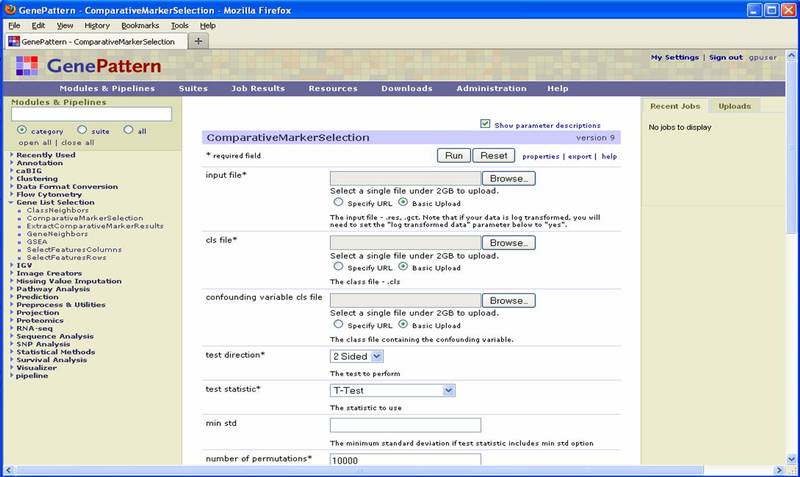 GenePattern - ComparativeMarkerSelection - Mozilla Firefox
File Edit View History Bookmarks Tools Help
GenePattern - ComparativeMarkerSelection +
GenePattern
My Settings | Sign out gpuser
Modules & Pipelines Suites Job Results Resources Downloads Administration Help
Modules & Pipelines
category suite all
open all | close all
Recently Used
Annotation
caBIG
Clustering
Data Format Conversion
Flow Cytometry
Gene List Selection
ClassNeighbors
ComparativeMarkerSelection
ExtractComparativeMarkerResults
GeneNeighbors
GSEA
SelectFeaturesColumns
SelectFeaturesRows
IGV
Image Creators
Missing Value Imputation
Pathway Analysis
Prediction
Preprocess & Utilities
Projection
Proteomics
RNA-seq
Sequence Analysis
SNP Analysis
Statistical Methods
Survival Analysis
Visualizer
pipeline
Show parameter descriptions
ComparativeMarkerSelection version 9
* required field Run Reset properties | export | help
input file* Browse...
Select a single file under 2GB to upload.
Specify URL Basic Upload
The input file - .res, .gct. Note that if your data is log transformed, you will
need to set the "log transformed data" parameter below to "yes".
cls file* Browse...
Select a single file under 2GB to upload.
Specify URL Basic Upload
The class file - .cls
confounding variable cls file Browse...
Select a single file under 2GB to upload.
Specify URL Basic Upload
The class file containing the confounding variable.
test direction* 2 Sided
The test to perform
test statistic* T-Test
The statistic to use
min std
The minimum standard deviation if test statistic includes min std option
number of permutations* 10000
Recent Jobs Uploads
No jobs to display